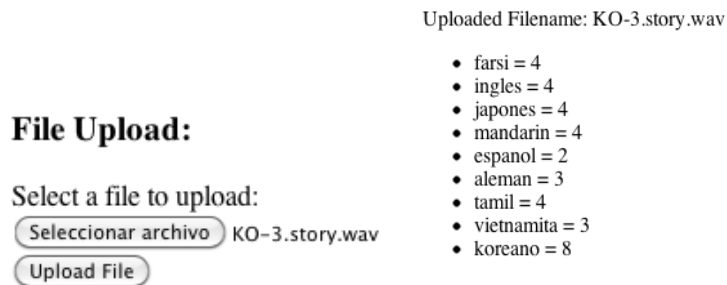 File Upload:
Select a file to upload:
Seleccionar archivo KO-3.story.wav
Upload File
Uploaded Filename: KO-3.story.wav
• farsi = 4
• ingles = 4
• japones = 4
• mandarin = 4
• espanol = 2
• aleman = 3
• tamil = 4
• vietnamita = 3
• koreano = 8